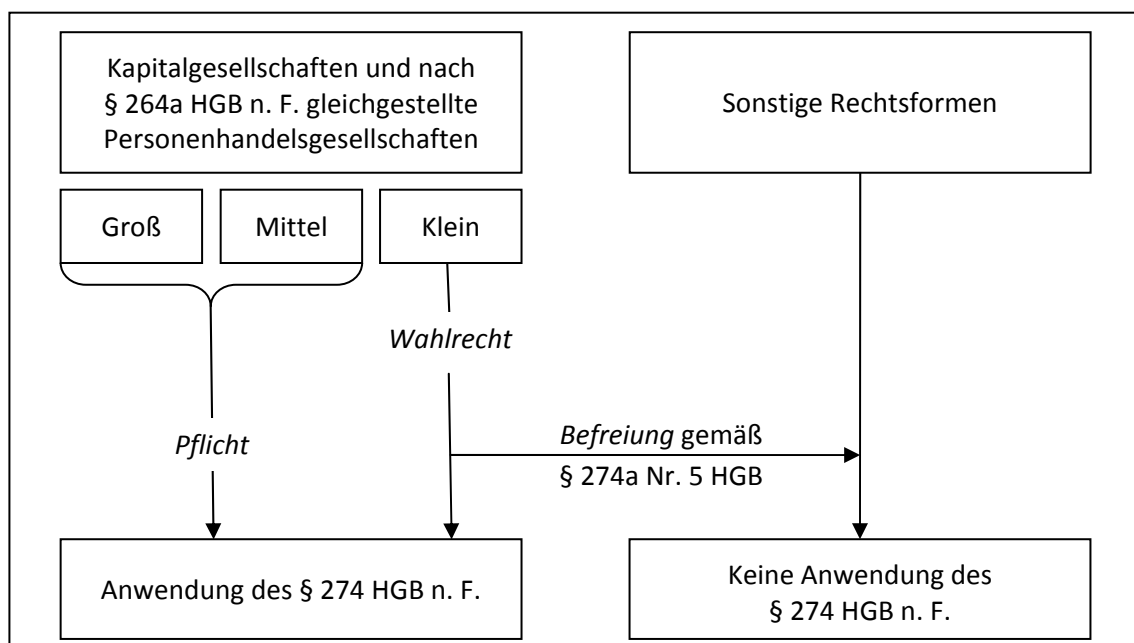 Kapitalgesellschaften und nach
§ 264a HGB n. F. gleichgestellte
Personenhandelsgesellschaften
Sonstige Rechtsformen
Groß
Mittel
Klein
Wahlrecht
Pflicht
Befreiung gemäß
§ 274a Nr. 5 HGB
Anwendung des § 274 HGB n. F.
Keine Anwendung des
§ 274 HGB n. F.